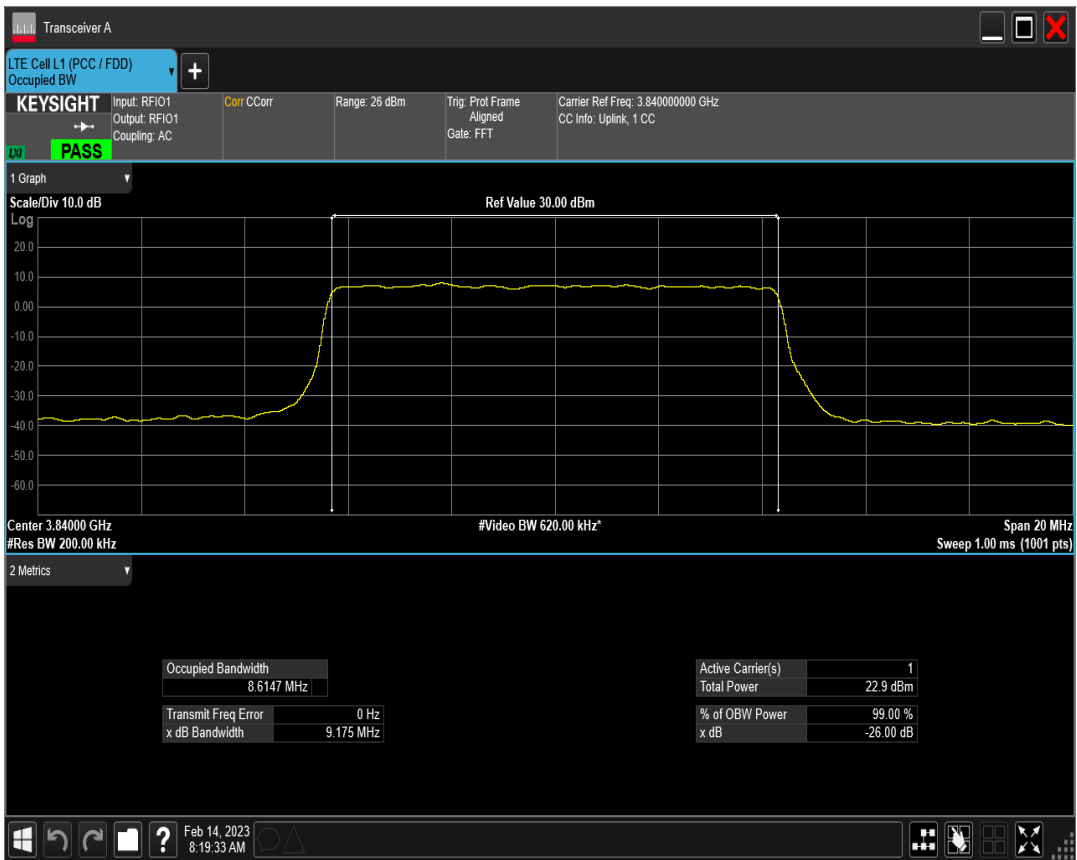 Transceiver A
LTE Cell L1 (PCC / FDD)
Occupied BW
+
KEYSIGHT
LXI
PASS
Input: RFIO1
Output: RFIO1
Coupling: AC
Corr CCorr
Range: 26 dBm
Trig: Prot Frame
Aligned
Gate: FFT
Carrier Ref Freq: 3.840000000 GHz
CC Info: Uplink, 1 CC
1 Graph
Scale/Div 10.0 dB
Ref Value 30.00 dBm
Log
20.0
10.0
0.00
-10.0
-20.0
-30.0
-40.0
-50.0
-60.0
Center 3.84000 GHz
#Video BW 620.00 kHz*
Span 20 MHz
#Res BW 200.00 kHz
Sweep 1.00 ms (1001 pts)
2 Metrics
Occupied Bandwidth
8.6147 MHz
Transmit Freq Error 0 Hz
x dB Bandwidth 9.175 MHz
Active Carrier(s) 1
Total Power 22.9 dBm
% of OBW Power 99.00 %
x dB -26.00 dB
?
Feb 14, 2023
8:19:33 AM